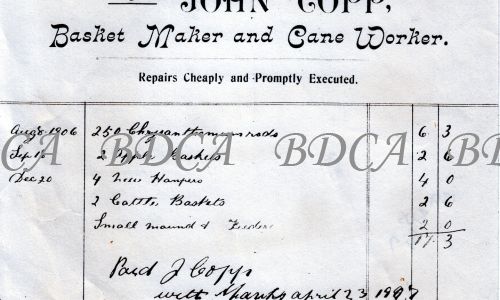 JOHN COPP,
Basket Maker and Cane Worker.
Repairs Cheaply and Promptly Executed.
Aug 8 1906 250 Chrysanthemum rods 6 3
Sep 2 Baskets 2 6
BDCA BDCA BDCA
Dec 20 4 New Hampers 4 0
2 Cattle Baskets 2 6
Small 2 0
17 3
Paid J Copp
with thanks april 23 1907